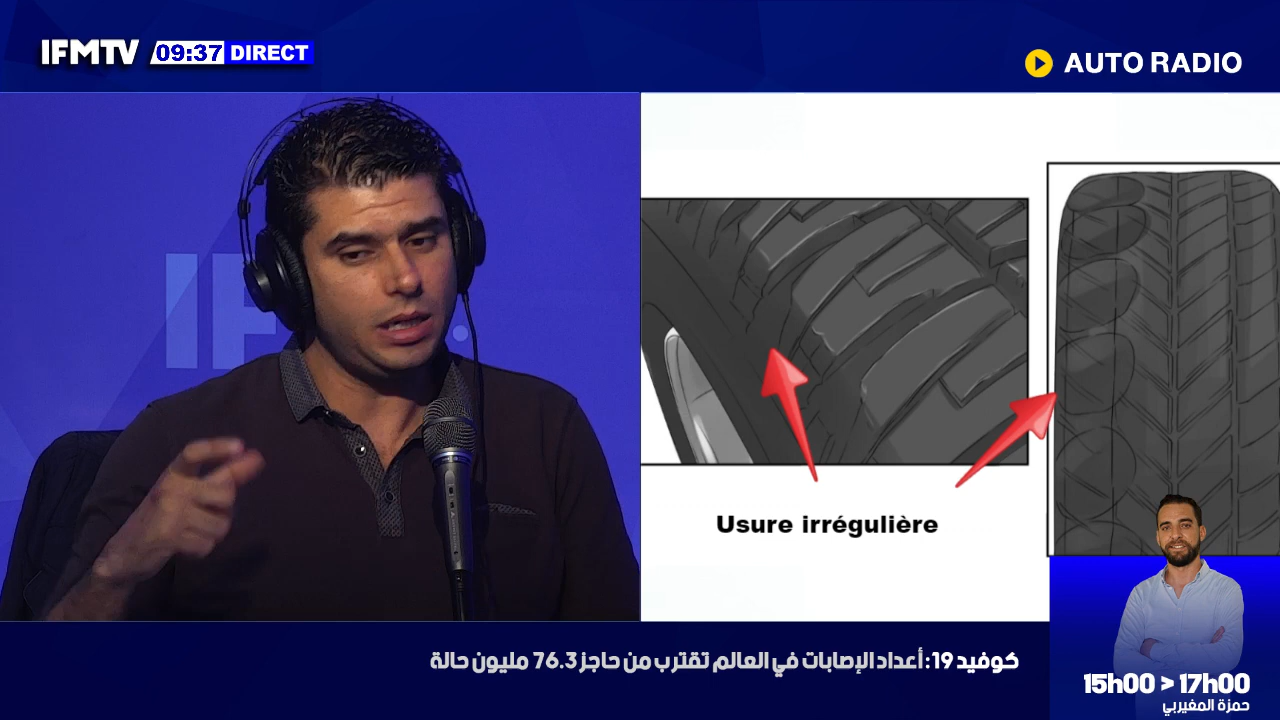 IFMTV 09:37 DIRECT
AUTO RADIO
IF
Usure irrégulière
كوفيد 19: أعداد الإصابات في العالم تقترب من حاجز 76.3 مليون حالة
15h00 > 17h00
حمزة المغيربي